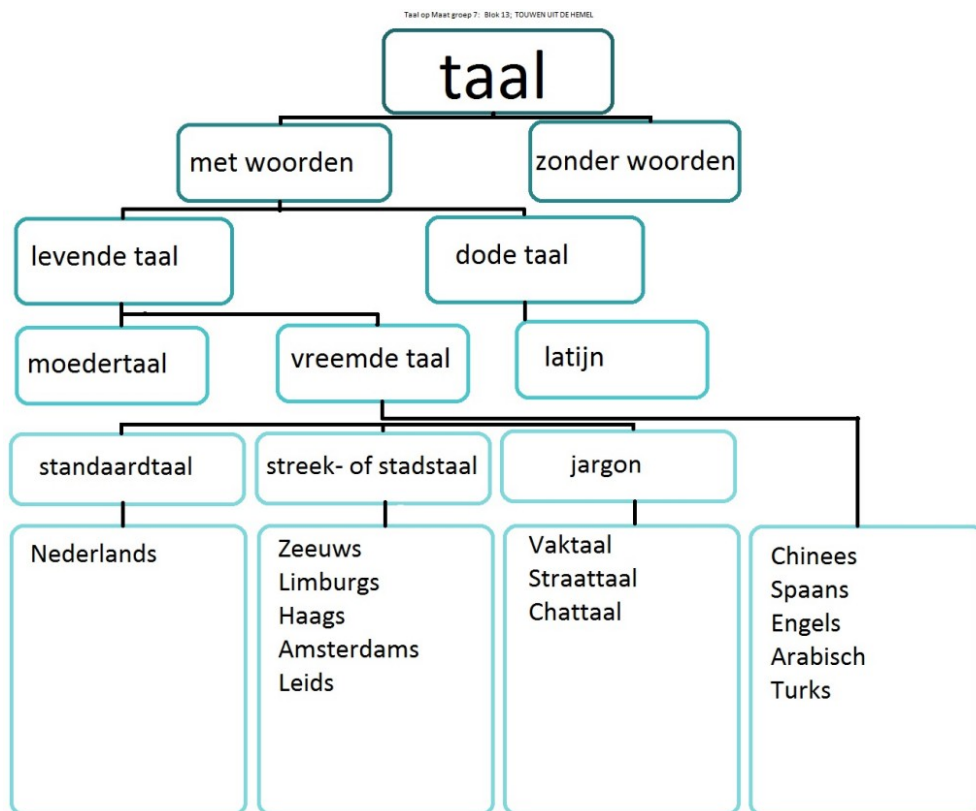 Taal op Maat groep 7: Blok 13; TOUWEN UIT DE HEMEL
taal
met woorden
zonder woorden
levende taal
dode taal
moedertaal
vreemde taal
latijn
standaardtaal
streek- of stadstaal
jargon
Nederlands
Zeeuws
Limburgs
Haags
Amsterdams
Leids
Vaktaal
Straattaal
Chattaal
Chinees
Spaans
Engels
Arabisch
Turks